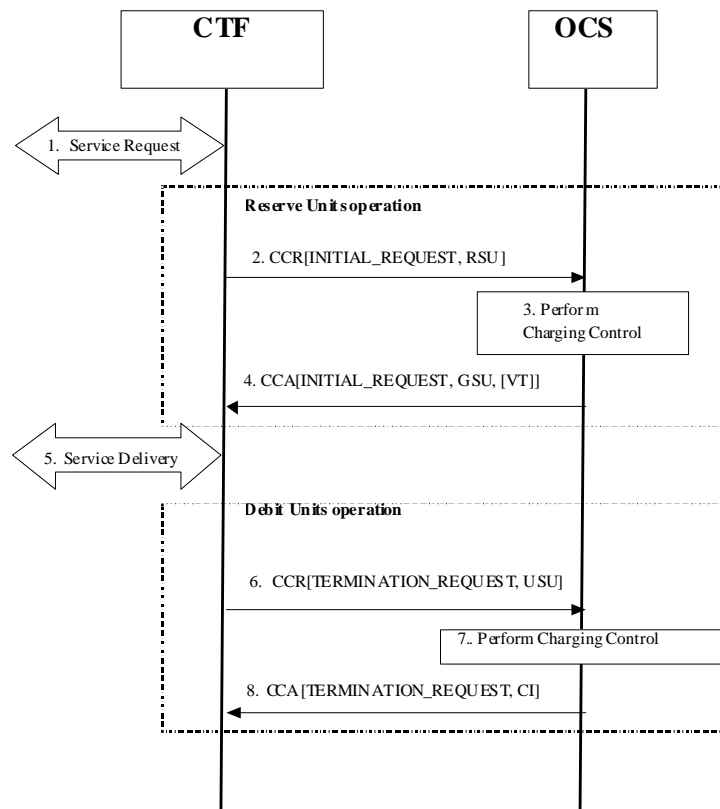 CTF
OCS
1. Service Request
Reserve Units operation
2. CCR[INITIAL_REQUEST, RSU]
3. Perform
Charging Control
4. CCA[INITIAL_REQUEST, GSU, [VT]]
5. Service Delivery
Debit Units operation
6. CCR[TERMINATION_REQUEST, USU]
7.. Perform Charging Control
8. CCA[TERMINATION_REQUEST, CI]